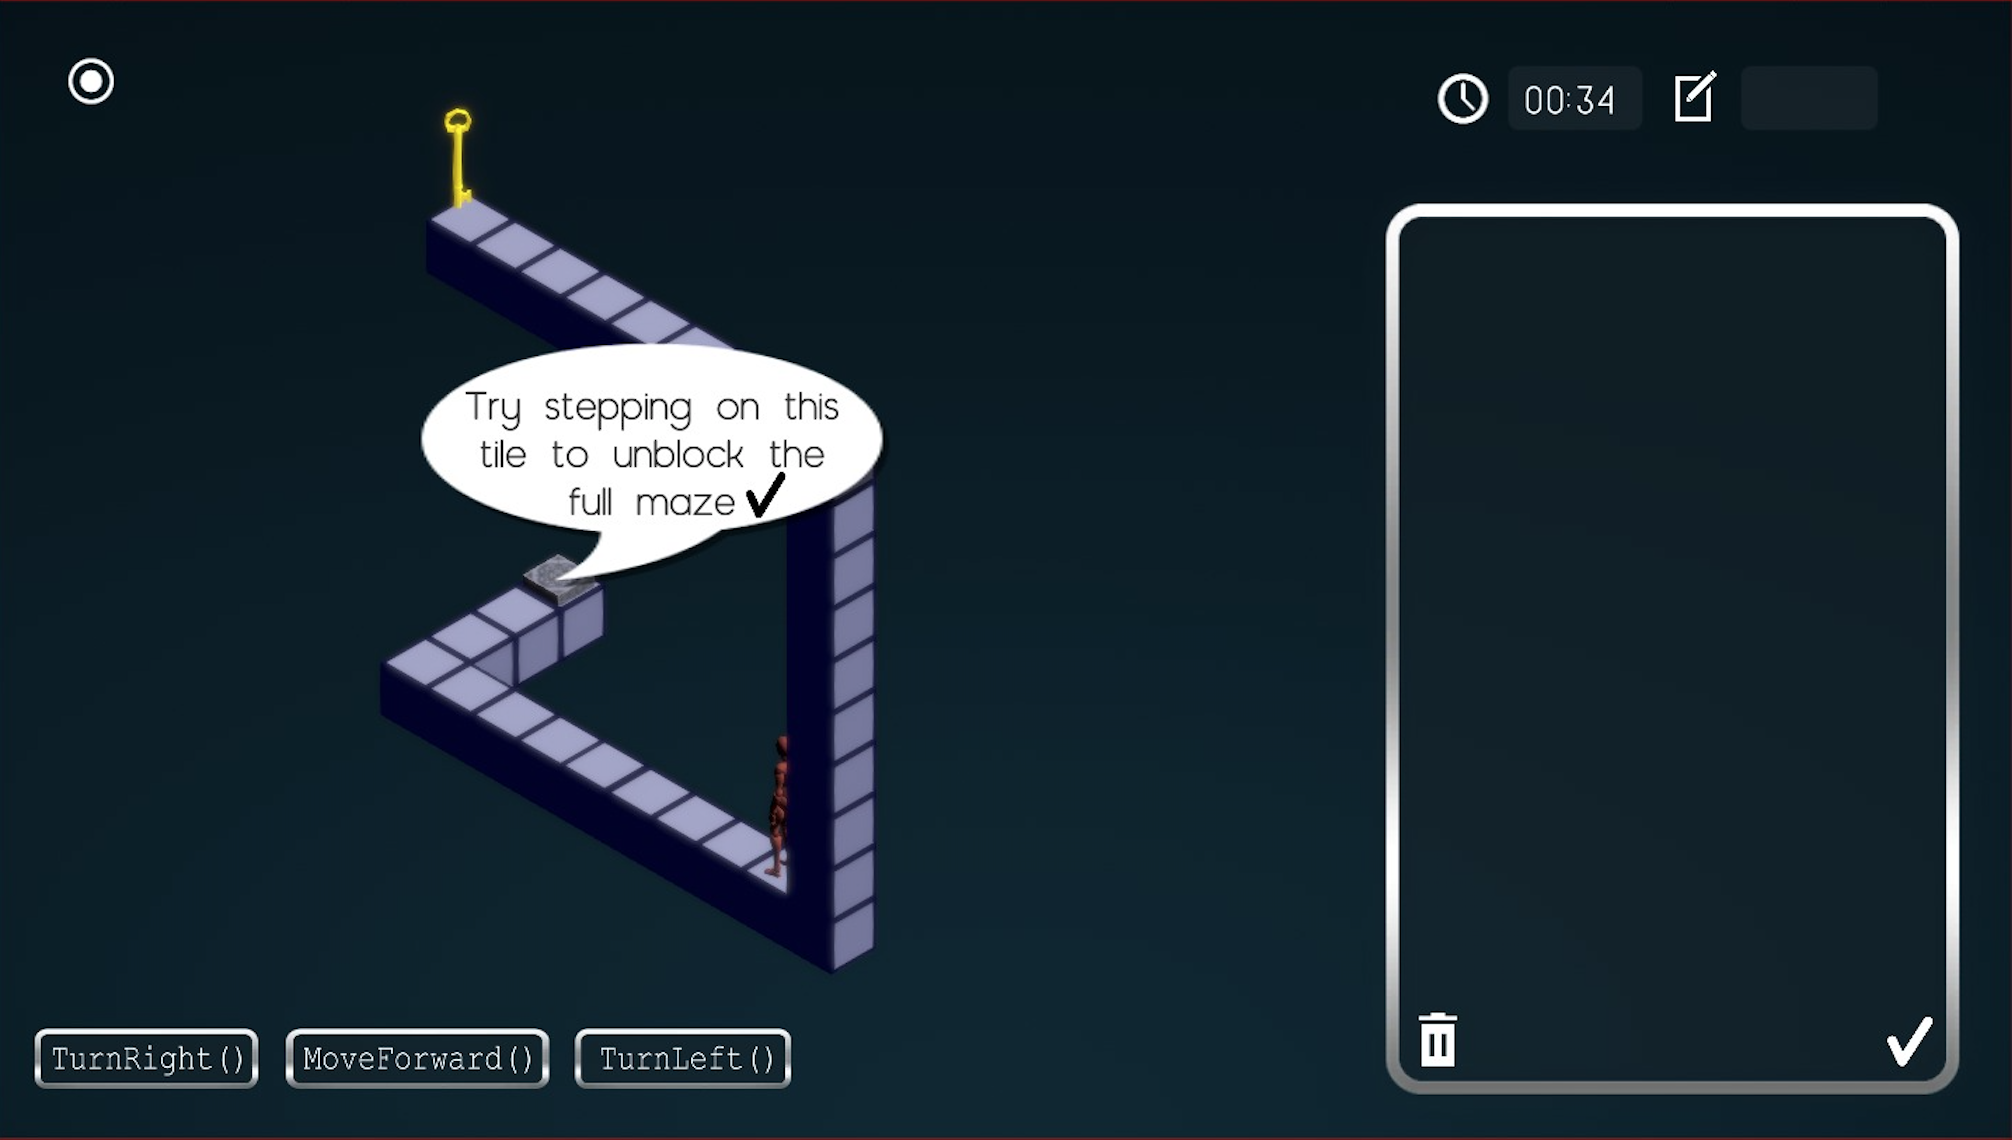 00:34
Try stepping on this
tile to unblock the
full maze
TurnRight()
MoveForward()
TurnLeft()